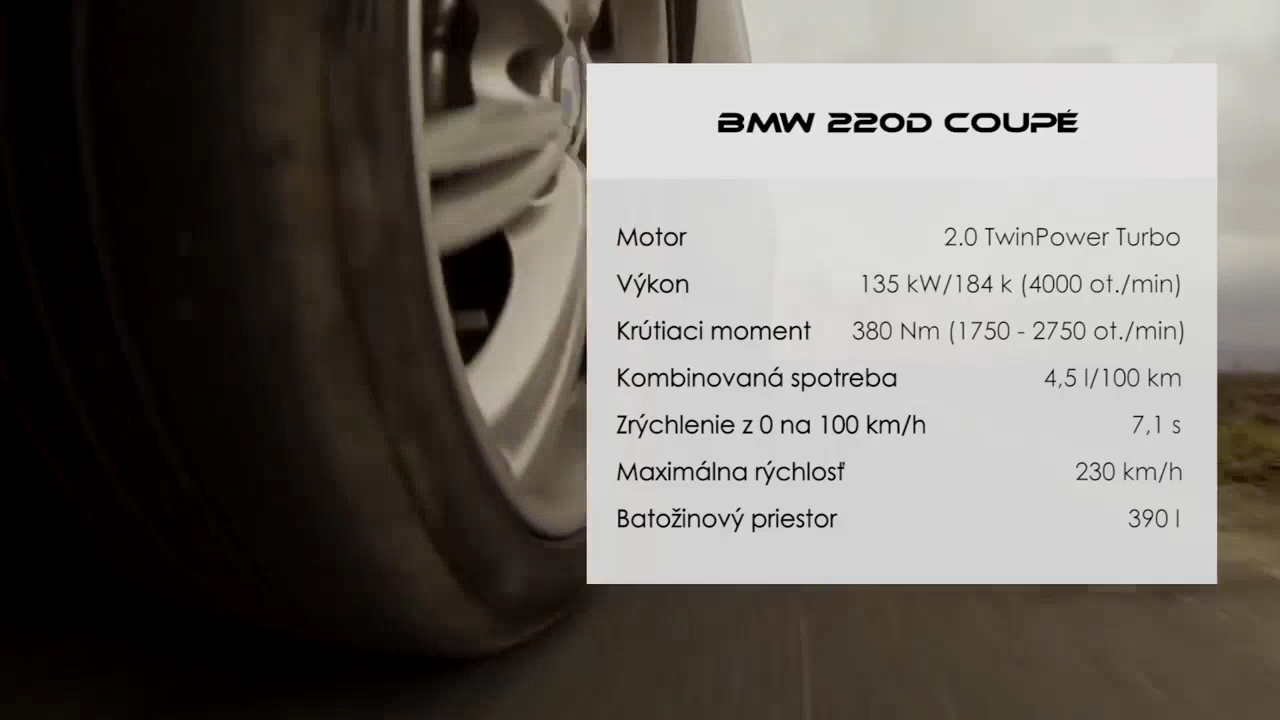 BMW 220D COUPÉ
Motor 2.0 TwinPower Turbo
Výkon 135 kW/184 k (4000 ot./min)
Krútiaci moment 380 Nm (1750 - 2750 ot./min)
Kombinovaná spotreba 4,5 l/100 km
Zrýchlenie z 0 na 100 km/h 7,1 s
Maximálna rýchlosť 230 km/h
Batožinový priestor 390 l